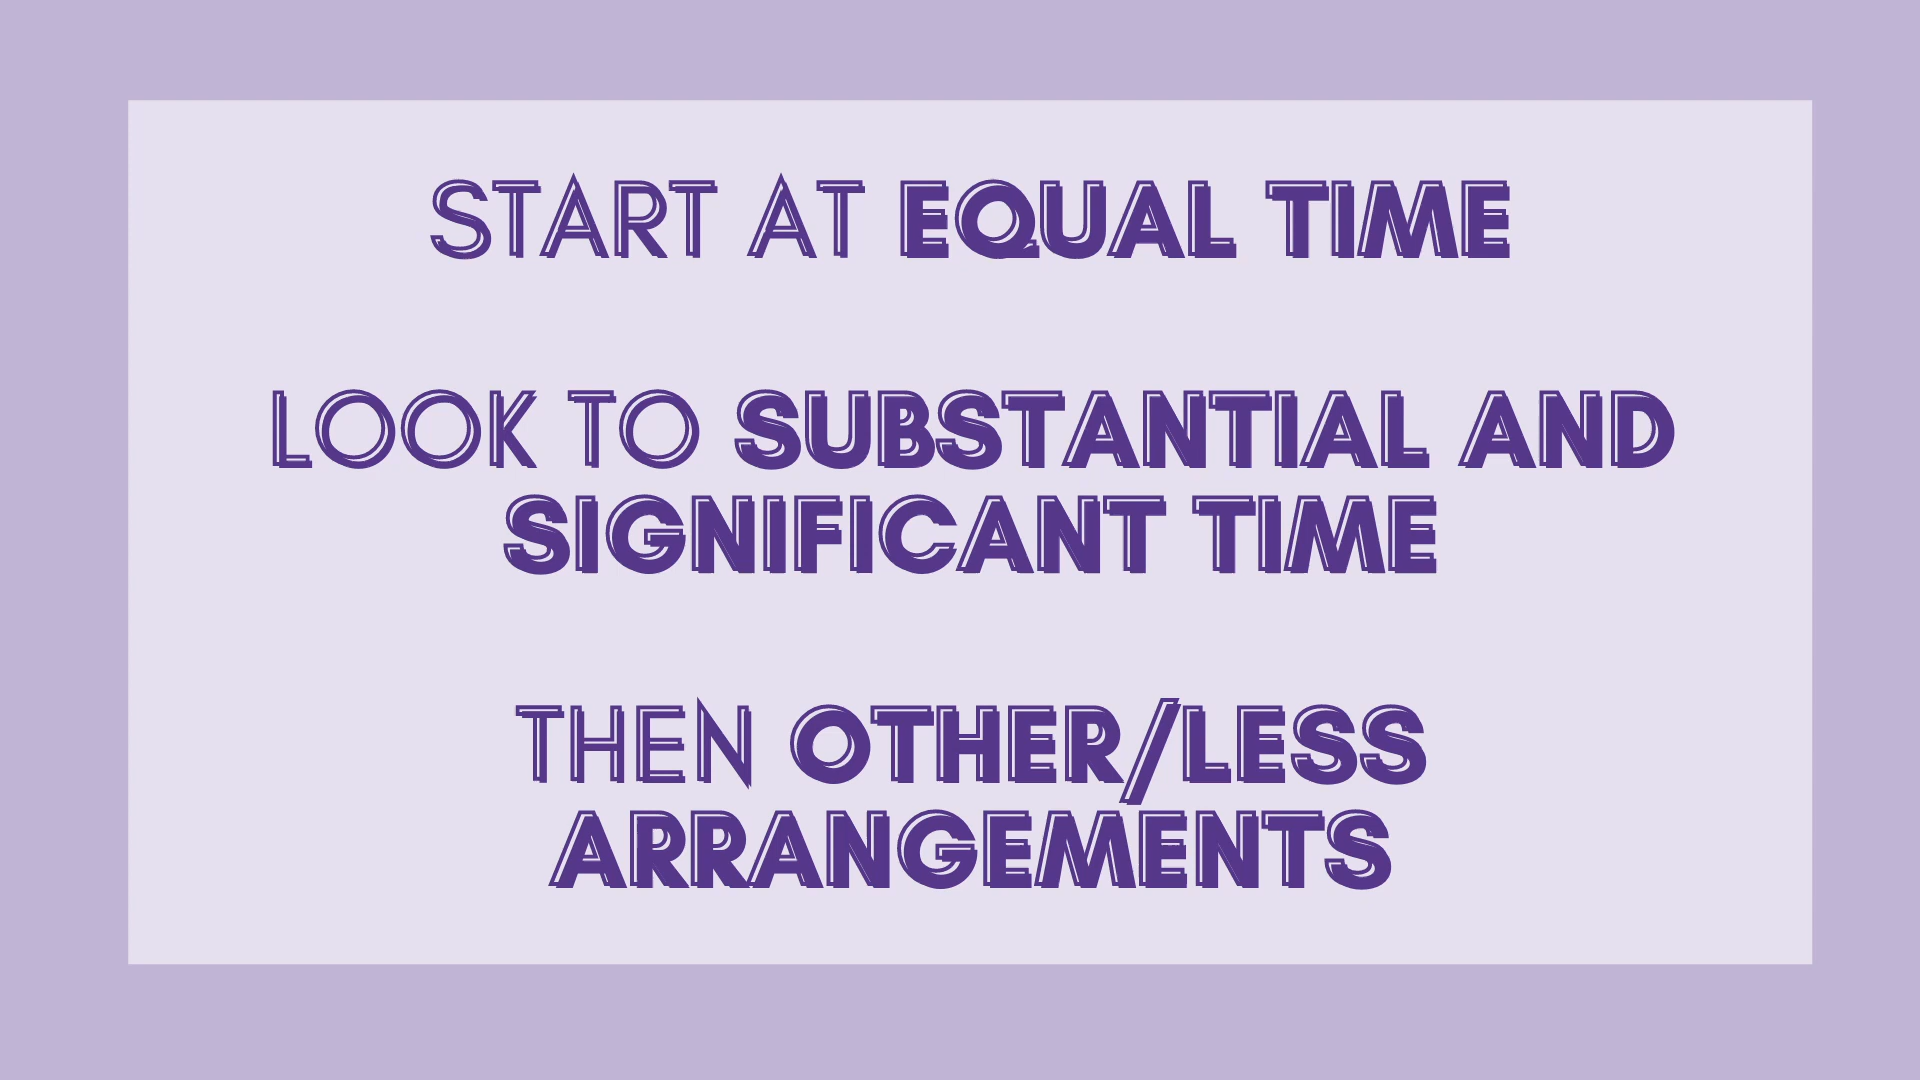 START AT EQUAL TIME
LOOK TO SUBSTANTIAL AND
SIGNIFICANT TIME
THEN OTHER/LESS
ARRANGEMENTS